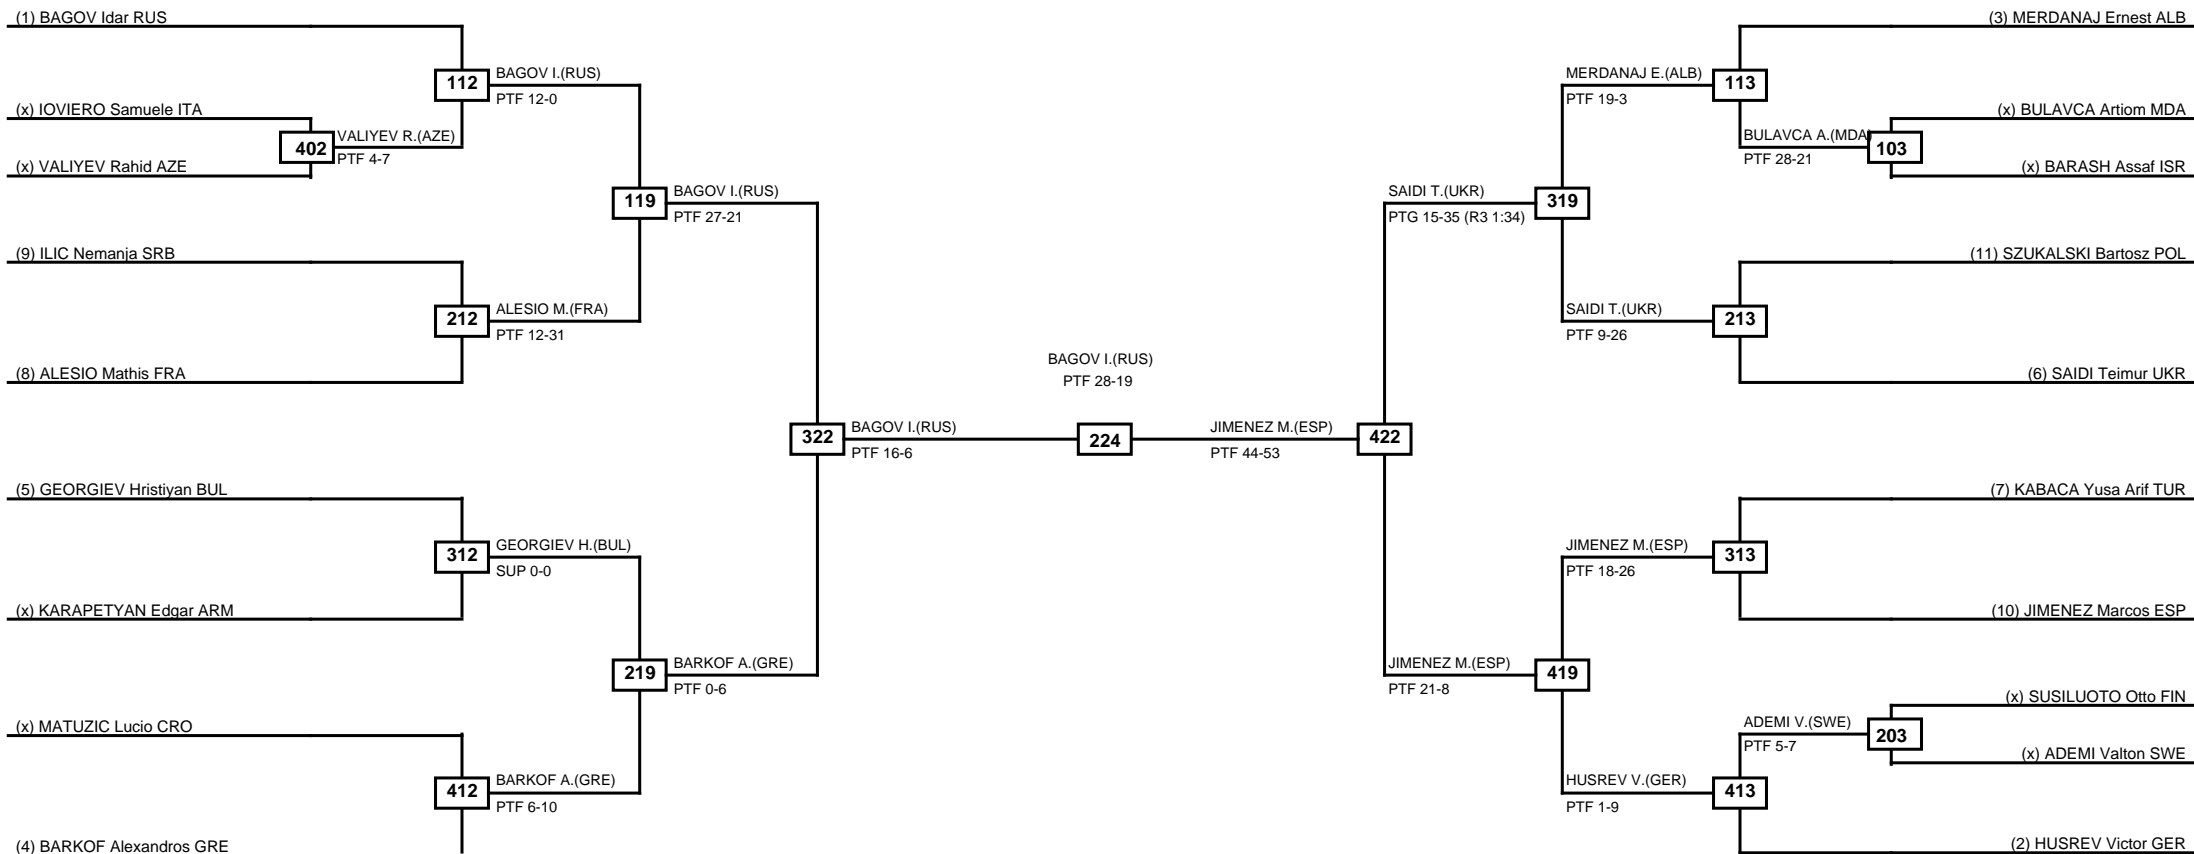 (1) BAGOV Idar RUS
(3) MERDANAJ Ernest ALB
112
BAGOV I.(RUS)
PTF 12-0
MERDANAJ E.(ALB)
PTF 19-3
113
(x) IOVIERO Samuele ITA
(x) BULAVCA Artiom MDA
402
VALIYEV R.(AZE)
PTF 4-7
BULAVCA A.(MDA)
PTF 28-21
103
(x) VALIYEV Rahid AZE
(x) BARASH Assaf ISR
119
BAGOV I.(RUS)
PTF 27-21
SAIDI T.(UKR)
PTG 15-35 (R3 1:34)
319
(9) ILIC Nemanja SRB
(11) SZUKALSKI Bartosz POL
212
ALESIO M.(FRA)
PTF 12-31
SAIDI T.(UKR)
PTF 9-26
213
(8) ALESIO Mathis FRA
(6) SAIDI Teimur UKR
BAGOV I.(RUS)
PTF 28-19
322
BAGOV I.(RUS)
PTF 16-6
224
JIMENEZ M.(ESP)
PTF 44-53
422
(5) GEORGIEV Hristiyan BUL
(7) KABACA Yusa Arif TUR
312
GEORGIEV H.(BUL)
SUP 0-0
JIMENEZ M.(ESP)
PTF 18-26
313
(x) KARAPETYAN Edgar ARM
(10) JIMENEZ Marcos ESP
219
BARKOF A.(GRE)
PTF 0-6
JIMENEZ M.(ESP)
PTF 21-8
419
(x) MATUZIC Lucio CRO
(x) SUSILUOTO Otto FIN
ADEMI V.(SWE)
PTF 5-7
203
(x) ADEMI Valton SWE
412
BARKOF A.(GRE)
PTF 6-10
HUSREV V.(GER)
PTF 1-9
413
(4) BARKOF Alexandros GRE
(2) HUSREV Victor GER